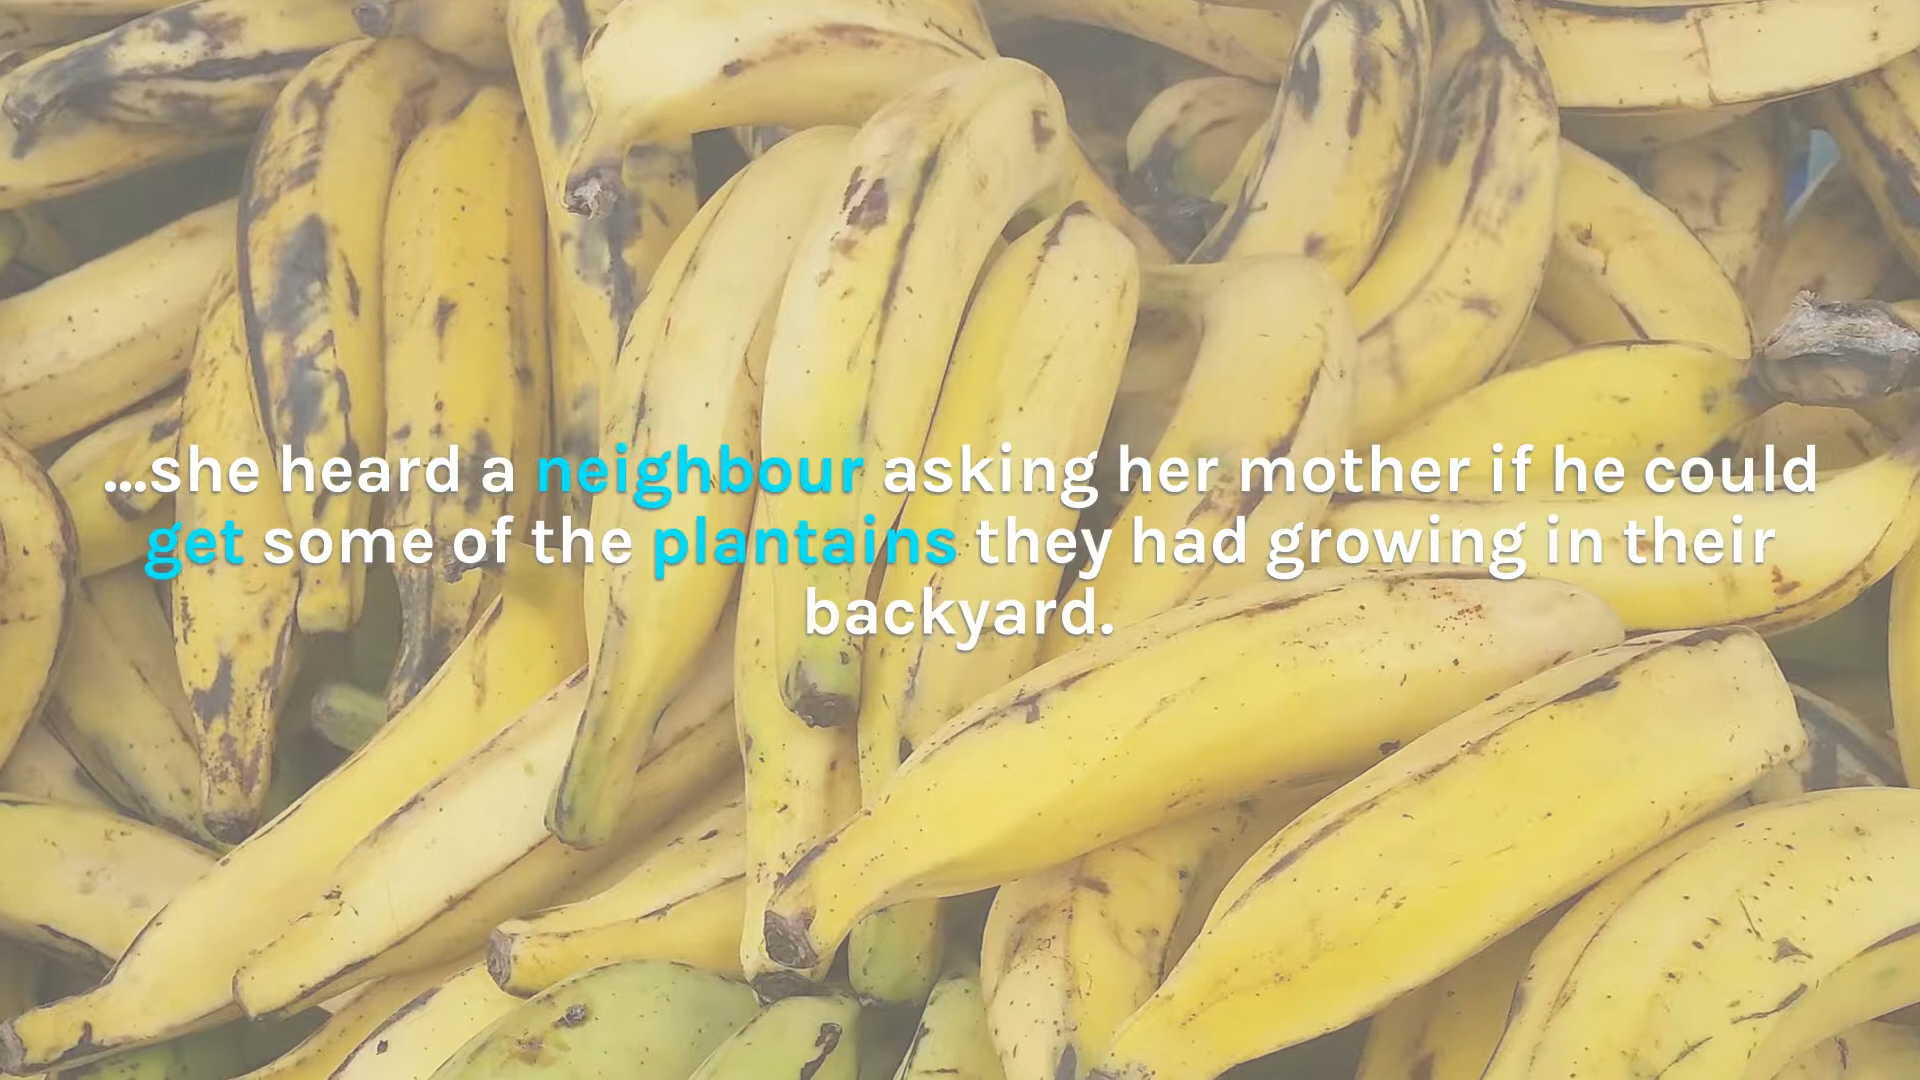 ...she heard a neighbour asking her mother if he could
get some of the plantains they had growing in their
backyard.